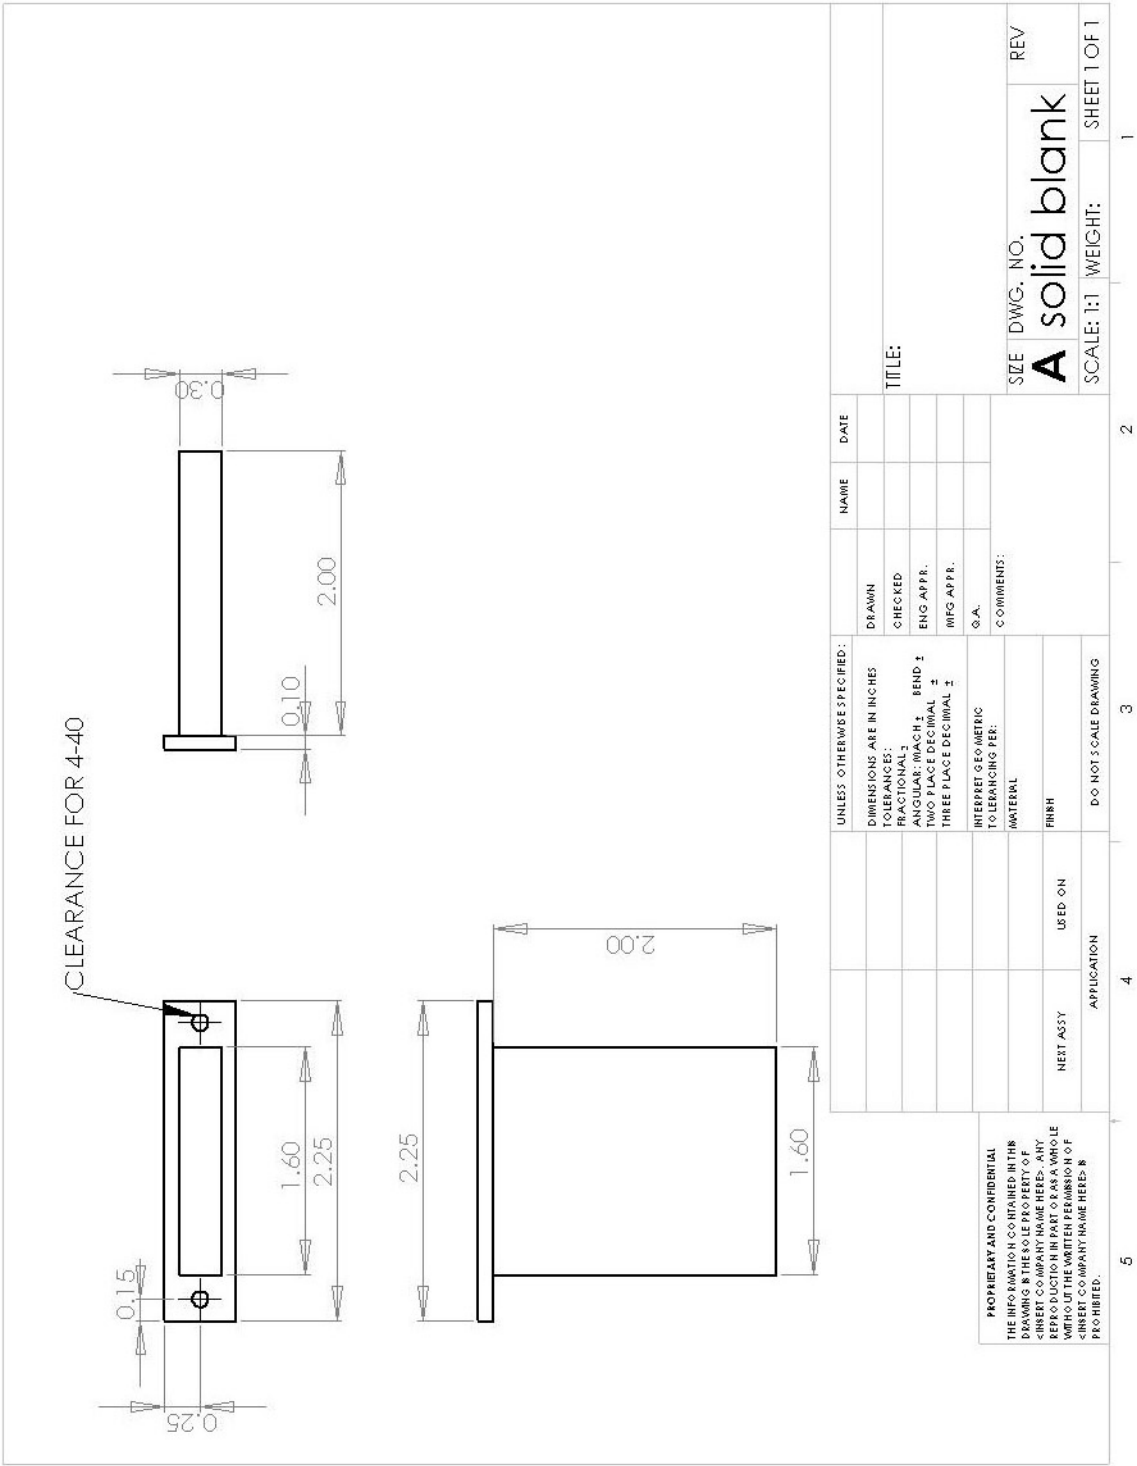 CLEARANCE FOR 4-40
0.15
0.25
1.60
2.25
0.10
2.00
0.30
2.25
2.00
1.60
PROPRIETARY AND CONFIDENTIAL
THE INFORMATION CONTAINED IN THIS
DRAWING IS THE SOLE PROPERTY OF
<INSERT COMPANY NAME HERE>. ANY
REPRODUCTION IN PART OR AS A WHOLE
WITHOUT THE WRITTEN PERMISSION OF
<INSERT COMPANY NAME HERE> IS
PROHIBITED.
NEXT ASSY
USED ON
APPLICATION
UNLESS OTHERWISE SPECIFIED:
DIMENSIONS ARE IN INCHES
TOLERANCES:
FRACTIONAL ±
ANGULAR: MACH ± BEND ±
TWO PLACE DECIMAL ±
THREE PLACE DECIMAL ±
INTERPRET GEOMETRIC
TOLERANCING PER:
MATERIAL
FINISH
DO NOT SCALE DRAWING
NAME
DATE
DRAWN
CHECKED
ENG APPR.
MFG APPR.
Q.A.
COMMENTS:
TITLE:
SIZE
DWG. NO.
REV
A
solid blank
SCALE: 1:1
WEIGHT:
SHEET 1 OF 1
5
4
3
2
1